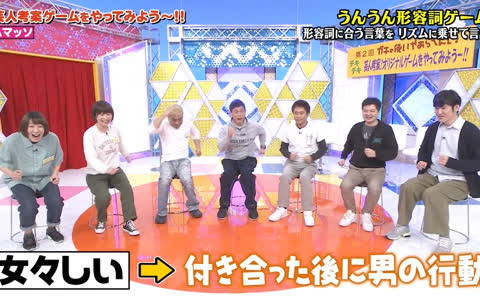 芸人考案ゲームをやってみよう〜!!
マッソ
うんうん形容詞ゲーム
形容詞に合う言葉を リズムに乗せて言
第2回
芸人考案!オリジナルゲームをやってみよう〜!!
女々しい
⇒
付き合った後に男の行動